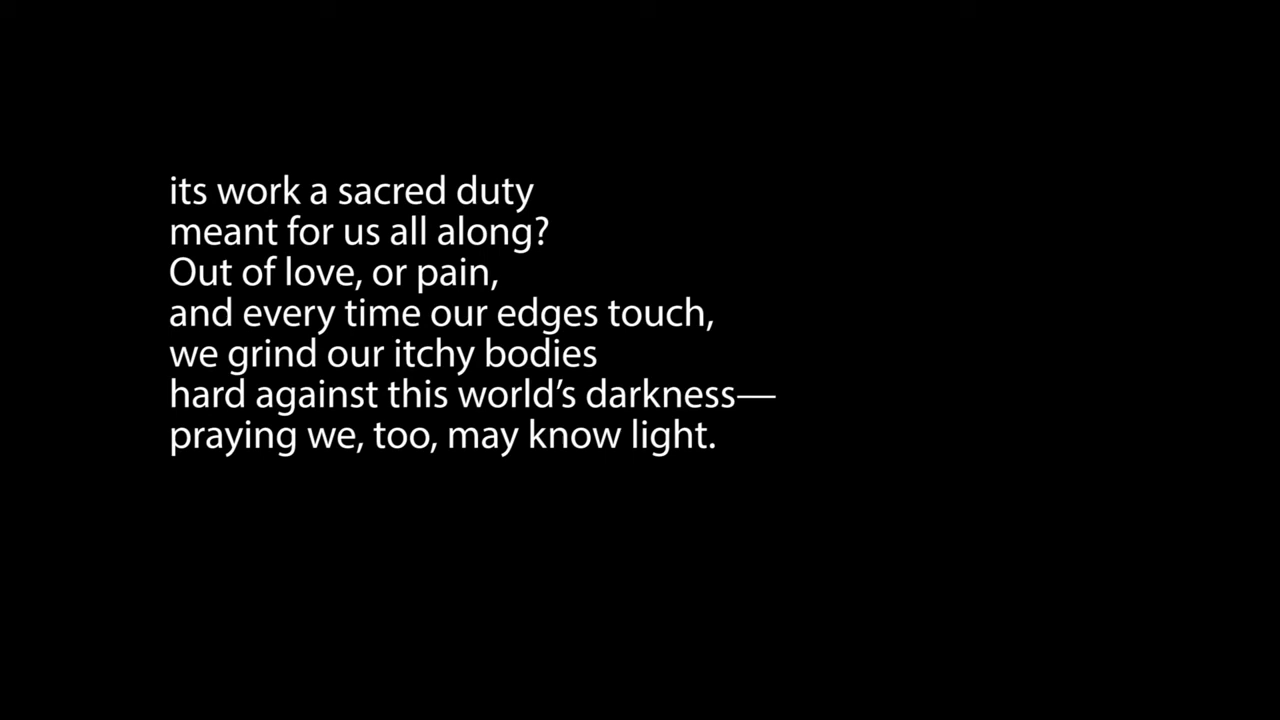 its work a sacred duty
meant for us all along?
Out of love, or pain,
and every time our edges touch,
we grind our itchy bodies
hard against this world’s darkness—
praying we, too, may know light.